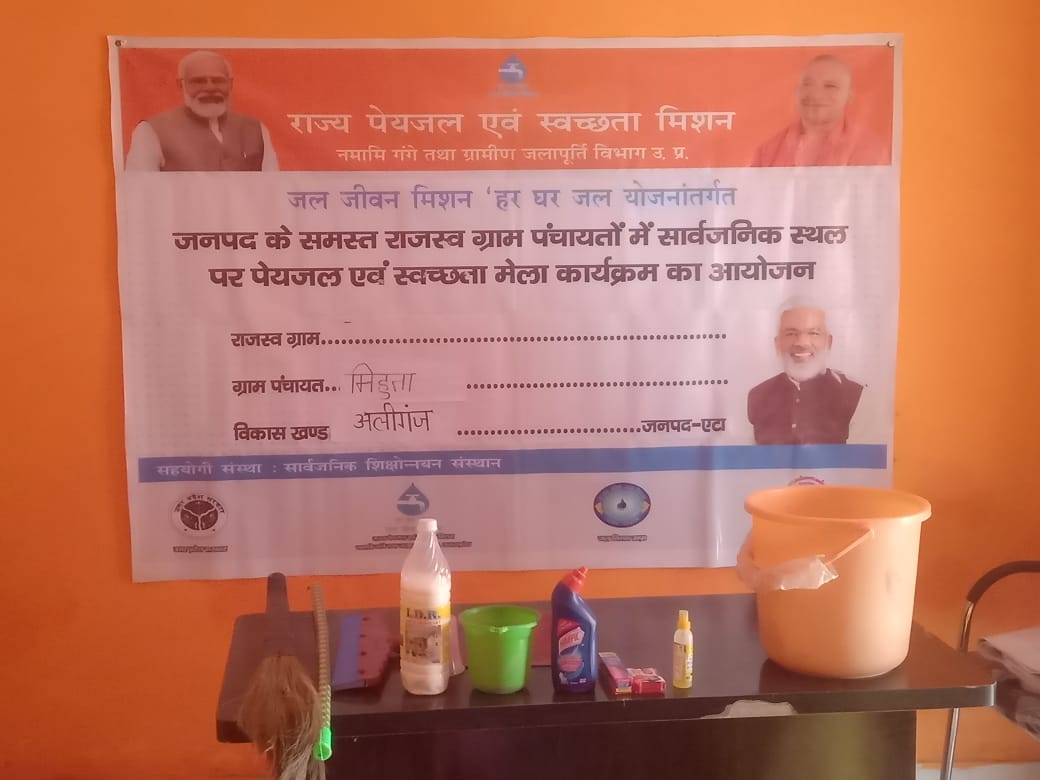 राज्य पेयजल एवं स्वच्छता मिशन
नमामि गंगे तथा ग्रामीण जलापूर्ति विभाग उ. प्र.
जल जीवन मिशन 'हर घर जल योजनांतर्गत
जनपद के समस्त राजस्व ग्राम पंचायतों में सार्वजनिक स्थल
पर पेयजल एवं स्वच्छता मेला कार्यक्रम का आयोजन
राजस्व ग्राम..........................................................
ग्राम पंचायत.. मिहुता ......................................
विकास खण्ड अलीगंज ...........................जनपद-एटा
सहयोगी संस्था : सार्वजनिक शिक्षोन्नयन संस्थान
I.D.R.
HARPIC